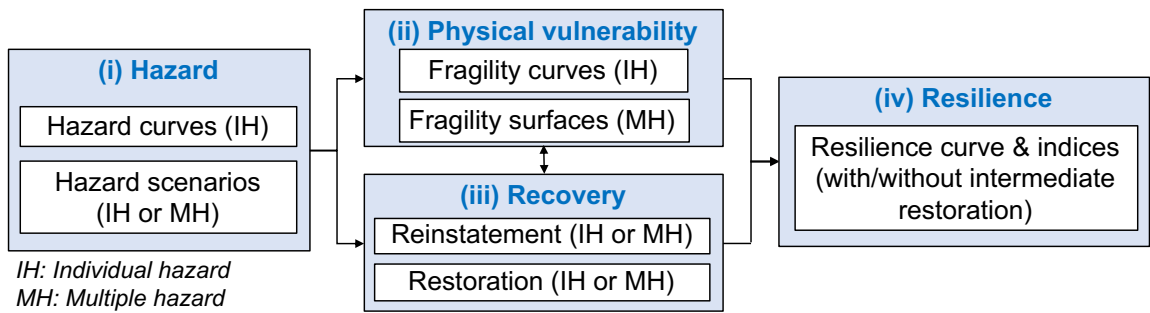 (i) Hazard
Hazard curves (IH)
Hazard scenarios
(IH or MH)
IH: Individual hazard
MH: Multiple hazard
(ii) Physical vulnerability
Fragility curves (IH)
Fragility surfaces (MH)
(iii) Recovery
Reinstatement (IH or MH)
Restoration (IH or MH)
(iv) Resilience
Resilience curve & indices
(with/without intermediate
restoration)